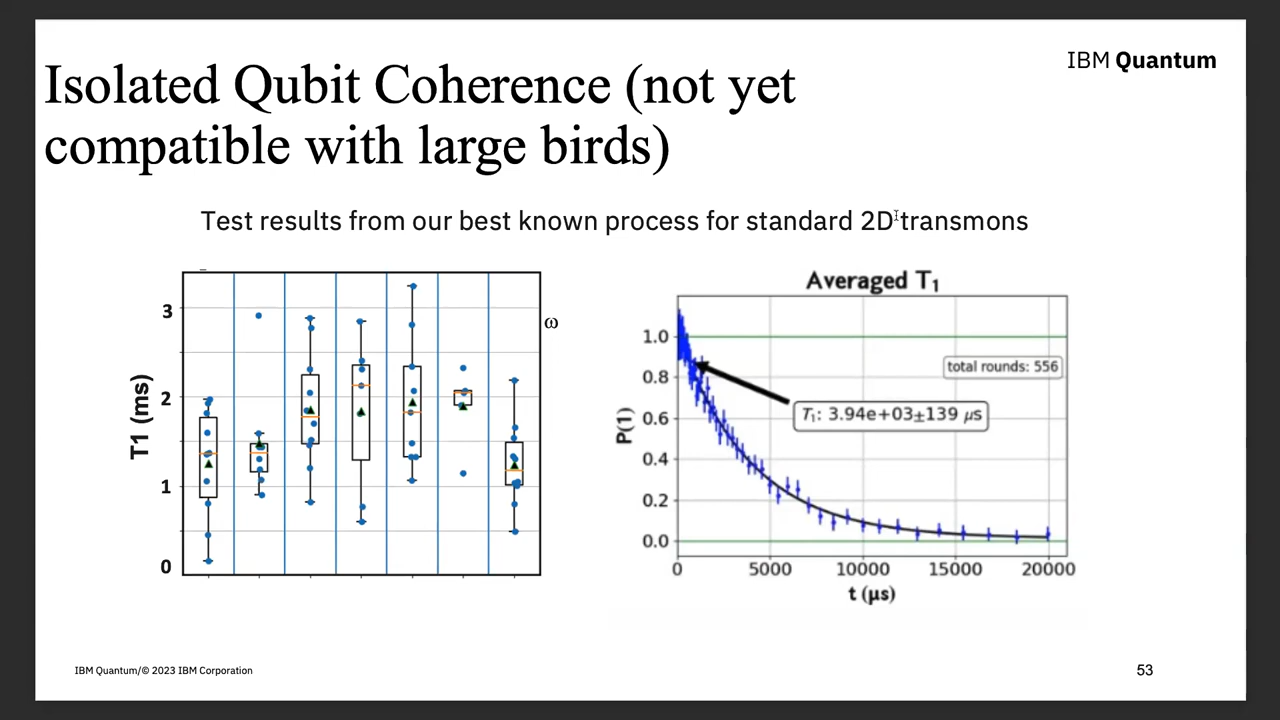 IBM Quantum
Isolated Qubit Coherence (not yet
compatible with large birds)
Test results from our best known process for standard 2D transmons
T1 (ms)
3
2
1
0
ω
Averaged T₁
P(1)
1.0
0.8
0.6
0.4
0.2
0.0
total rounds: 556
T₁: 3.94e+03±139 μs
0 5000 10000 15000 20000
t (μs)
IBM Quantum/© 2023 IBM Corporation
53